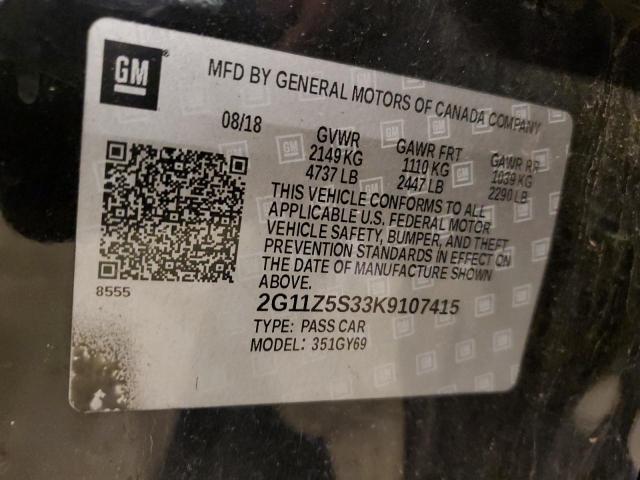 GM
MFD BY GENERAL MOTORS OF CANADA COMPANY
08/18
GVWR GAWR FRT GAWR RR
2149 KG 1110 KG 1039 KG
4737 LB 2447 LB 2290 LB
THIS VEHICLE CONFORMS TO ALL
APPLICABLE U.S. FEDERAL MOTOR
VEHICLE SAFETY, BUMPER, AND THEFT
PREVENTION STANDARDS IN EFFECT ON
THE DATE OF MANUFACTURE SHOWN
ABOVE.
8555
2G11Z5S33K9107415
TYPE: PASS CAR
MODEL: 351GY69